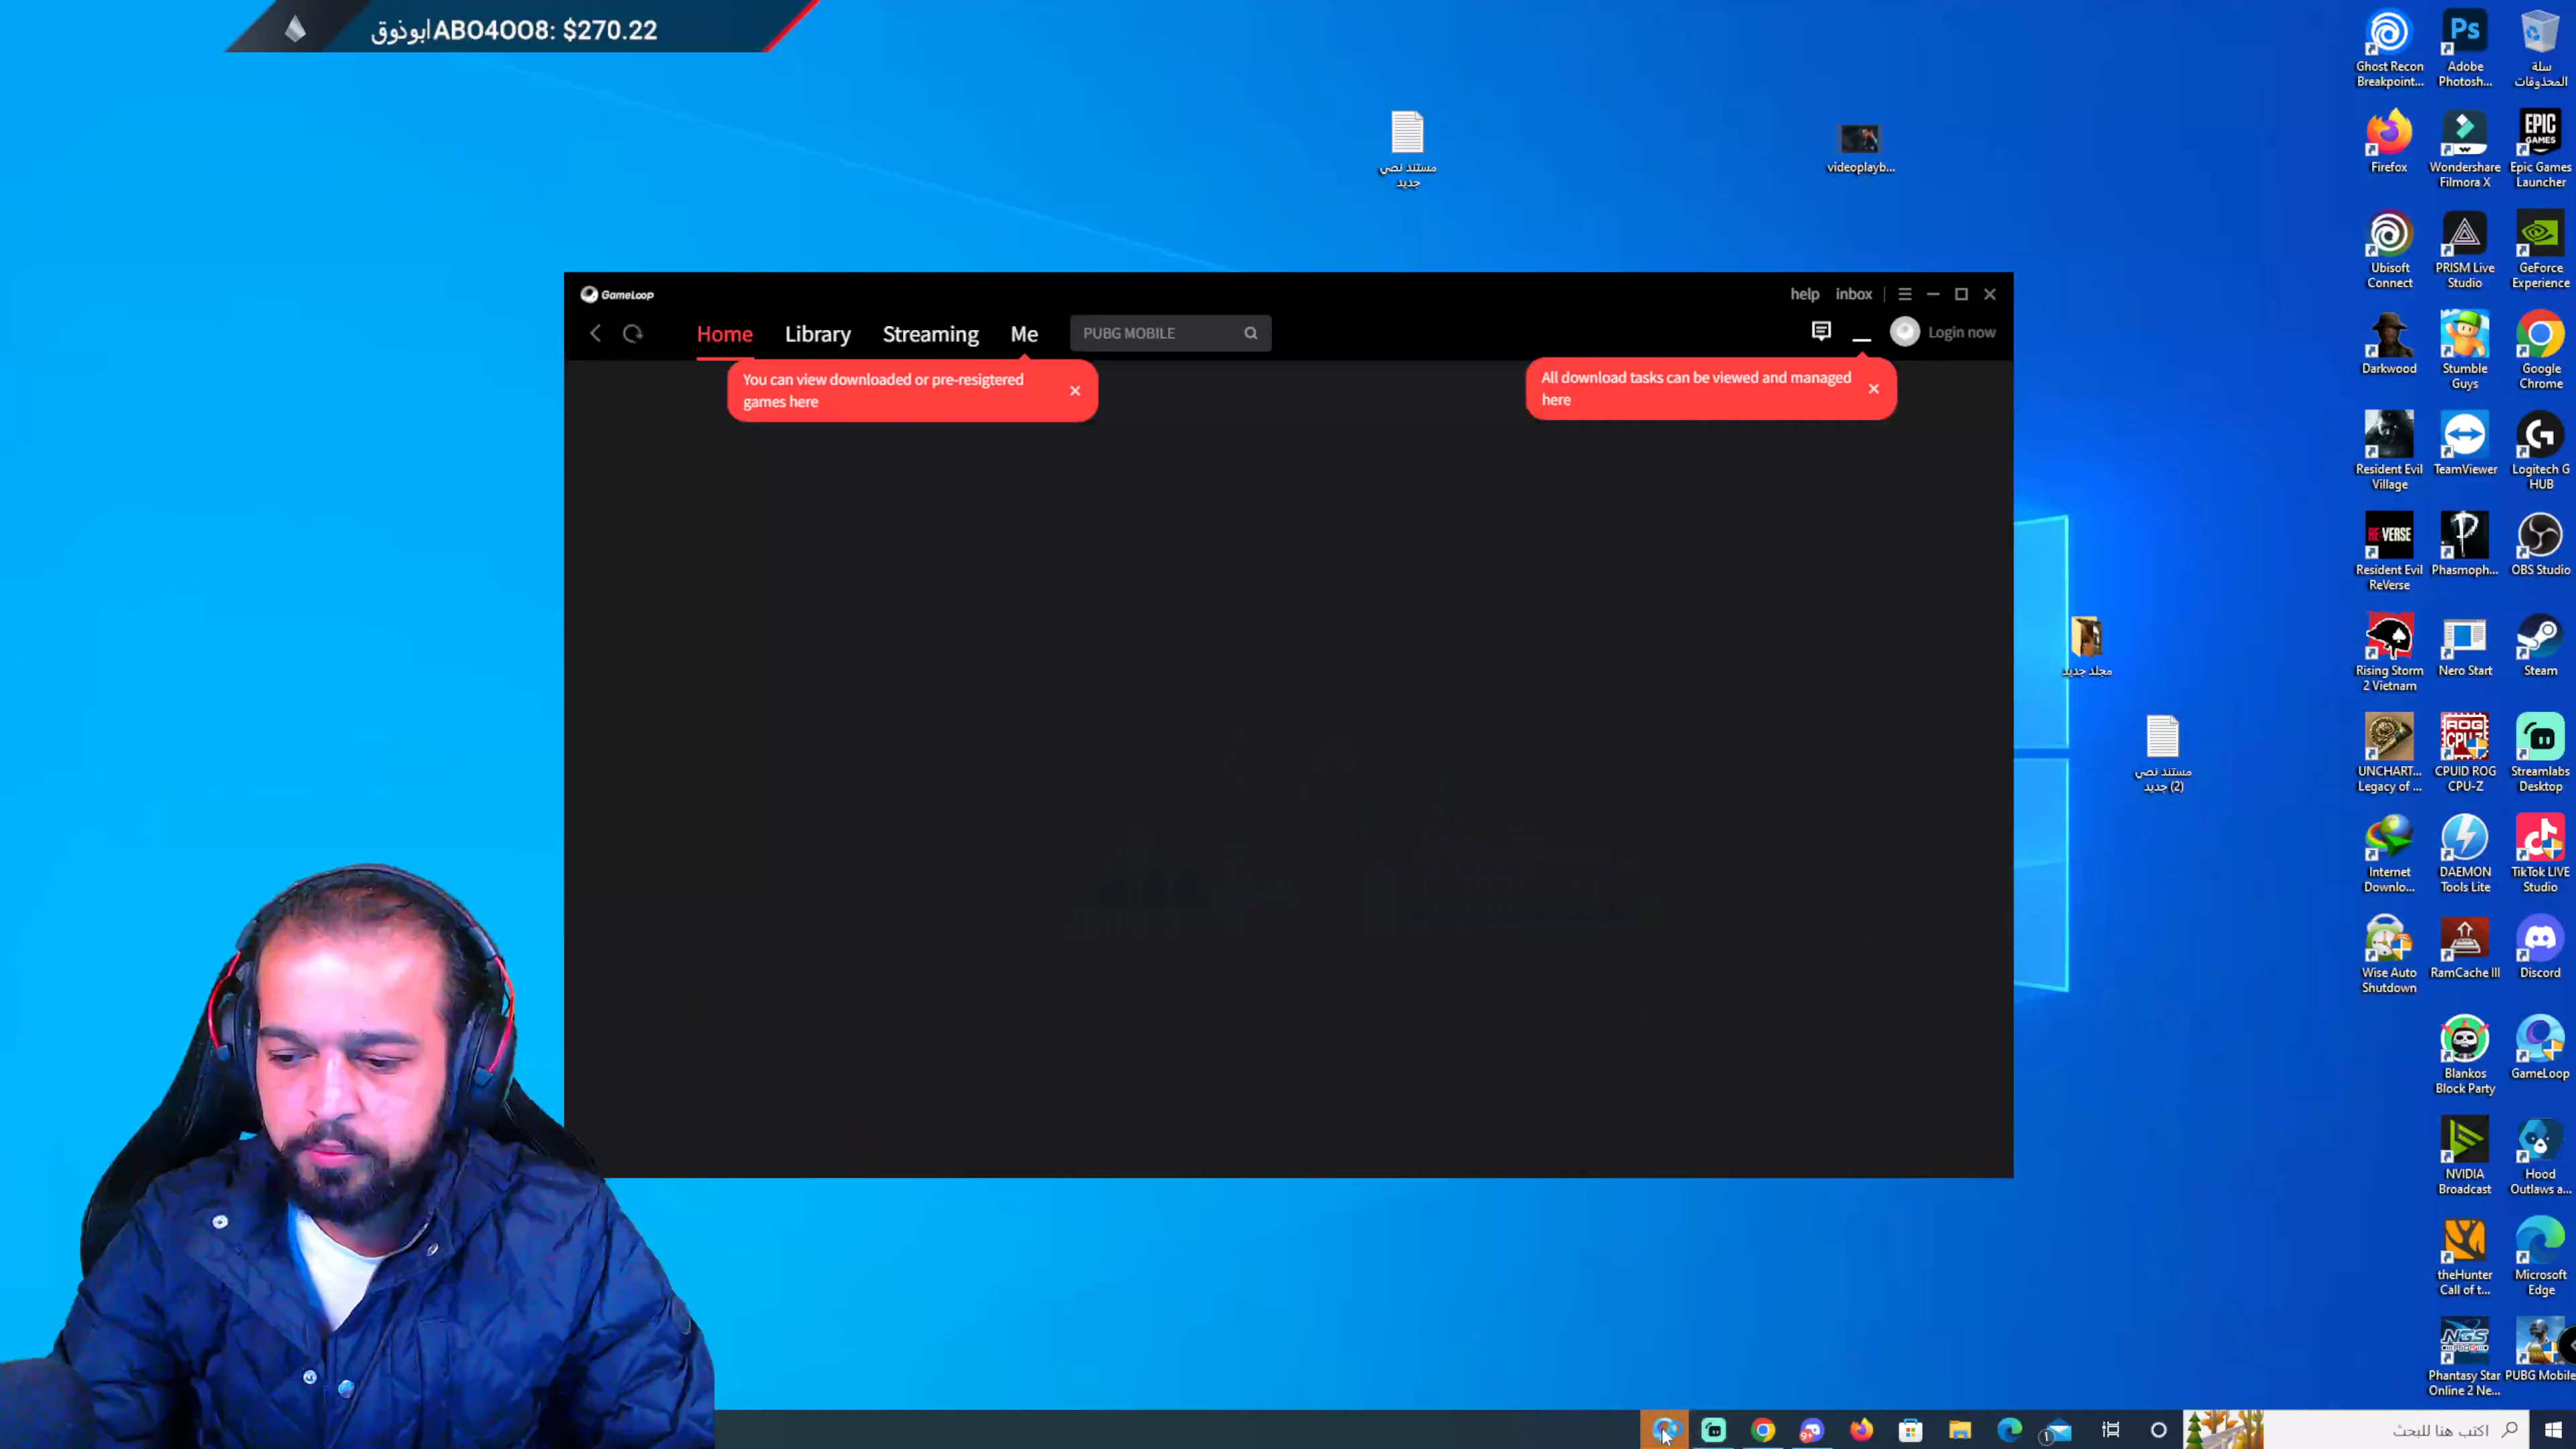 ابوذوق ABO4OO8: $270.22
GameLoop
help
inbox
Home
Library
Streaming
Me
PUBG MOBILE
Login now
You can view downloaded or pre-resigtered
games here
All download tasks can be viewed and managed
here
مستند نصي
جديد
videoplayb...
مجلد جديد
مستند نصي
جديد (2)
Ghost Recon
Breakpoint...
Adobe
Photosh...
سلة
المحذوفات
Firefox
Wondershare
Filmora X
Epic Games
Launcher
Ubisoft
Connect
PRISM Live
Studio
GeForce
Experience
Darkwood
Stumble
Guys
Google
Chrome
Resident Evil
Village
TeamViewer
Logitech G
HUB
Resident Evil
ReVerse
Phasmoph...
OBS Studio
Rising Storm
2 Vietnam
Nero Start
Steam
UNCHART...
Legacy of ...
CPUID ROG
CPU-Z
Streamlabs
Desktop
Internet
Downlo...
DAEMON
Tools Lite
TikTok LIVE
Studio
Wise Auto
Shutdown
RamCache III
Discord
Blankos
Block Party
GameLoop
NVIDIA
Broadcast
Hood
Outlaws a...
theHunter
Call of t...
Microsoft
Edge
Phantasy Star
Online 2 Ne...
PUBG Mobile
اكتب هنا للبحث